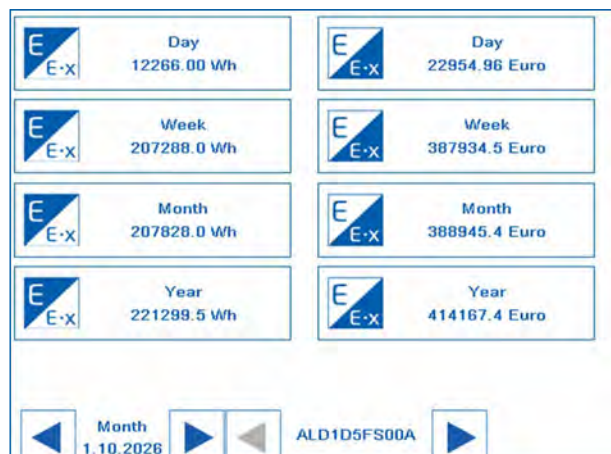 E
E·x
Day
12266.00 Wh
E
E·x
Day
22954.96 Euro
E
E·x
Week
207288.0 Wh
E
E·x
Week
387934.5 Euro
E
E·x
Month
207828.0 Wh
E
E·x
Month
388945.4 Euro
E
E·x
Year
221299.5 Wh
E
E·x
Year
414167.4 Euro
Month
1.10.2026
ALD1D5FS00A